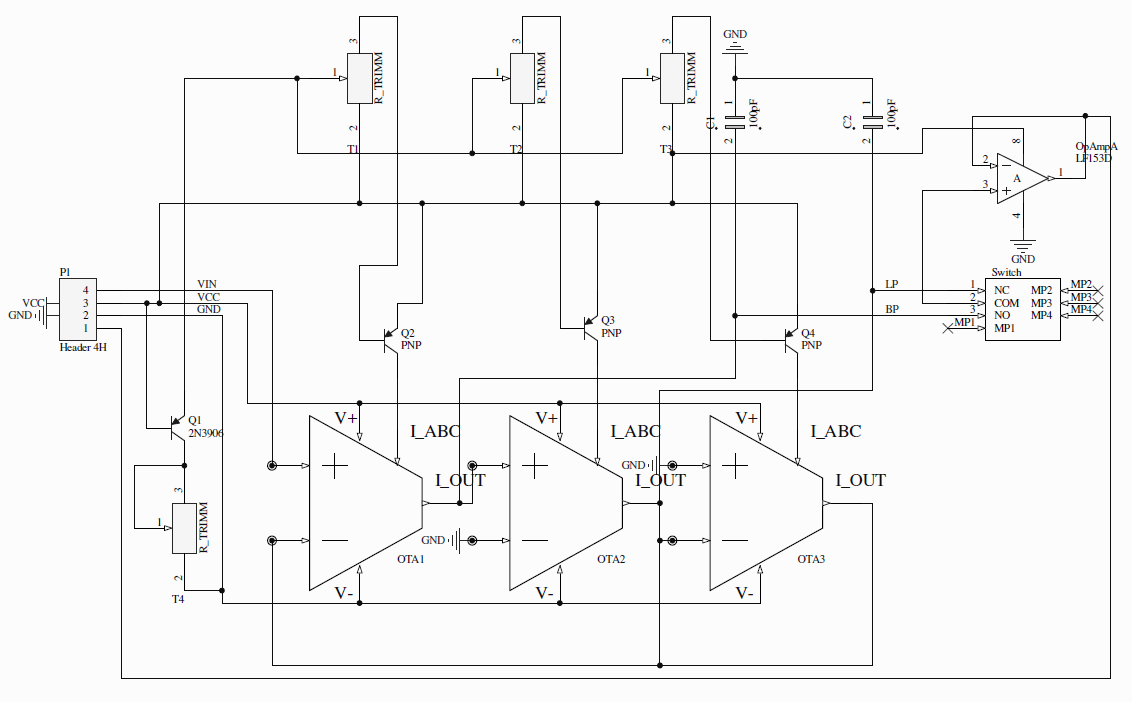 GND
3
3
3
1
R_TRIMM
1
R_TRIMM
1
R_TRIMM
1
C1
100pF
1
C2
100pF
2
2
2
2
2
T1
T2
T3
8
OpAmpA
LF153D
2
A
1
3
4
GND
P1
Switch
VCC
GND
4
3
2
1
VIN
VCC
GND
Header 4H
LP
BP
1
2
3
MP1
NC
COM
NO
MP1
MP2
MP3
MP4
MP2
MP3
MP4
Q2
PNP
Q3
PNP
Q4
PNP
Q1
2N3906
V+
I_ABC
V+
I_ABC
V+
I_ABC
GND
I_OUT
I_OUT
I_OUT
3
1
R_TRIMM
2
T4
GND
OTA1
OTA2
OTA3
V-
V-
V-